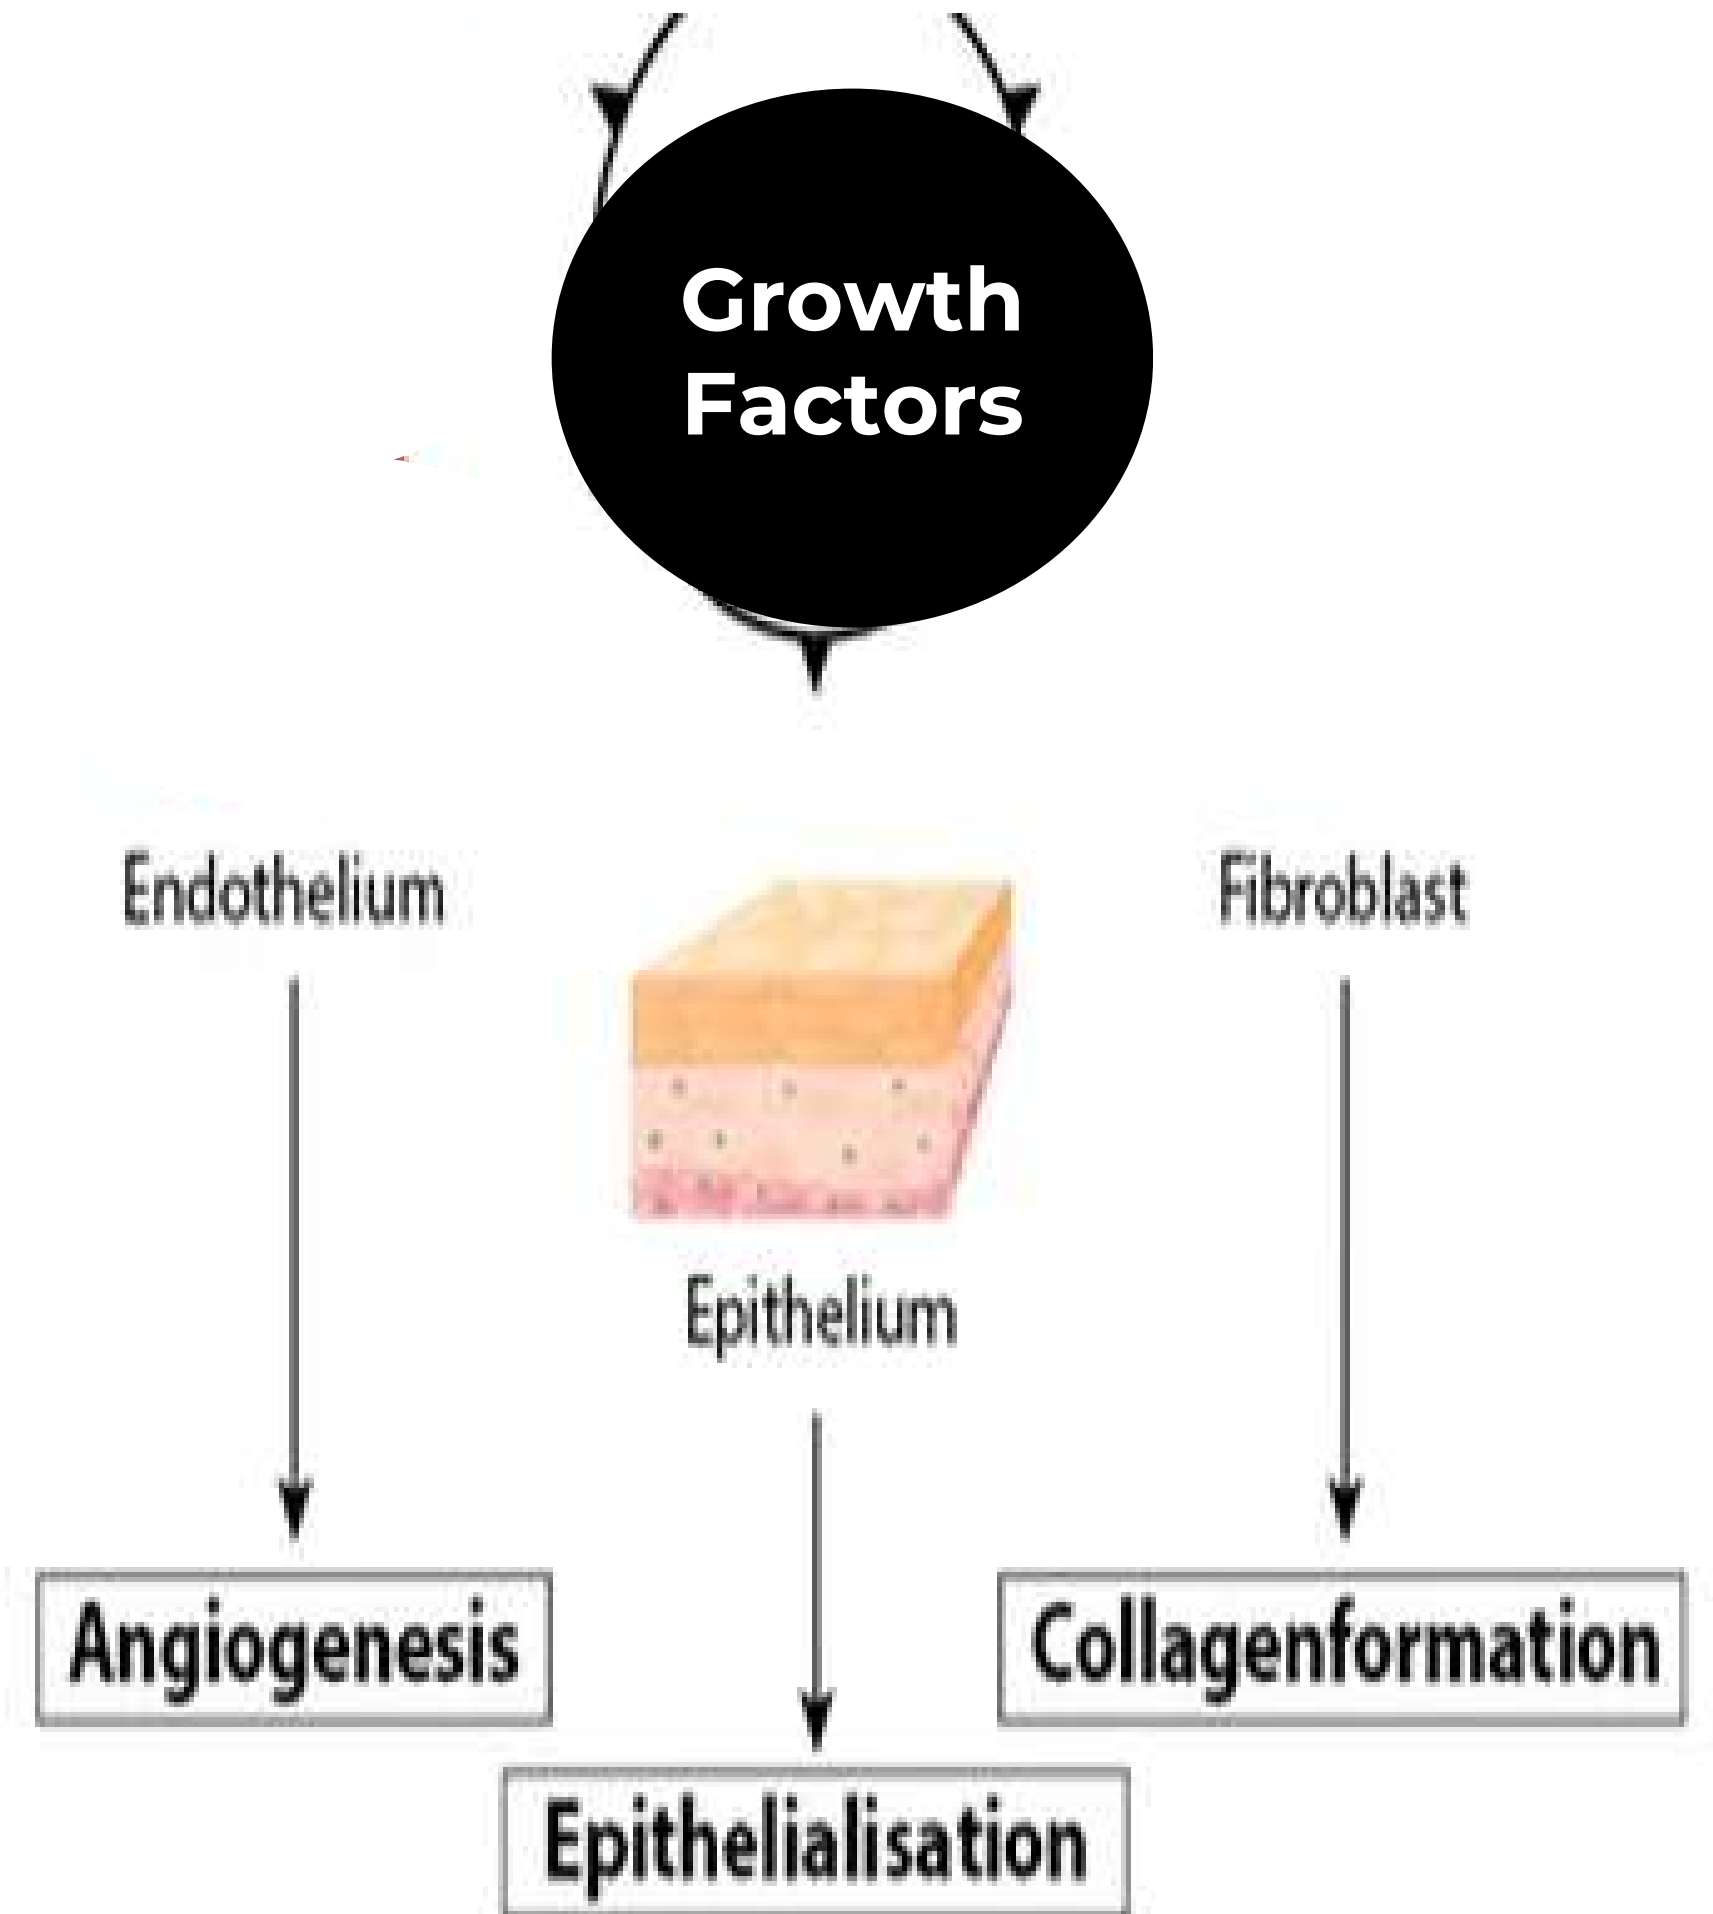 Growth
Factors
Endothelium
Fibroblast
Epithelium
Angiogenesis
Collagenformation
Epithelialisation